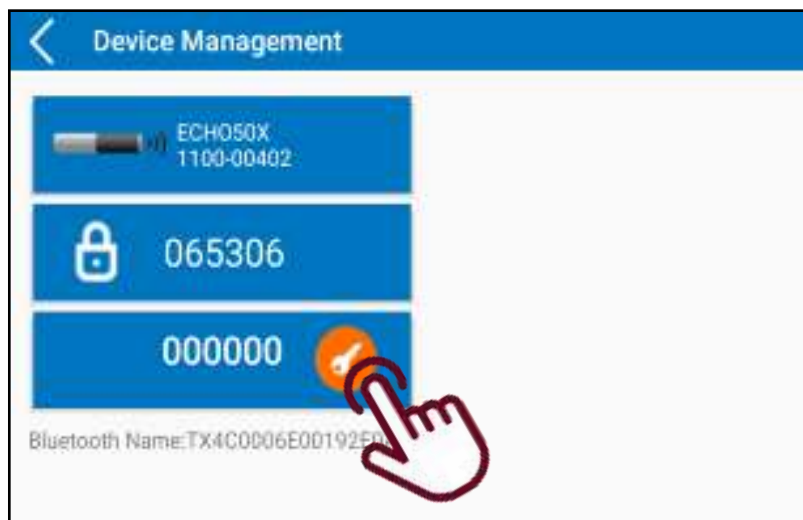 Device Management
ECHO50X
1100-00402
065306
000000
Bluetooth Name:TX4C0006E00192